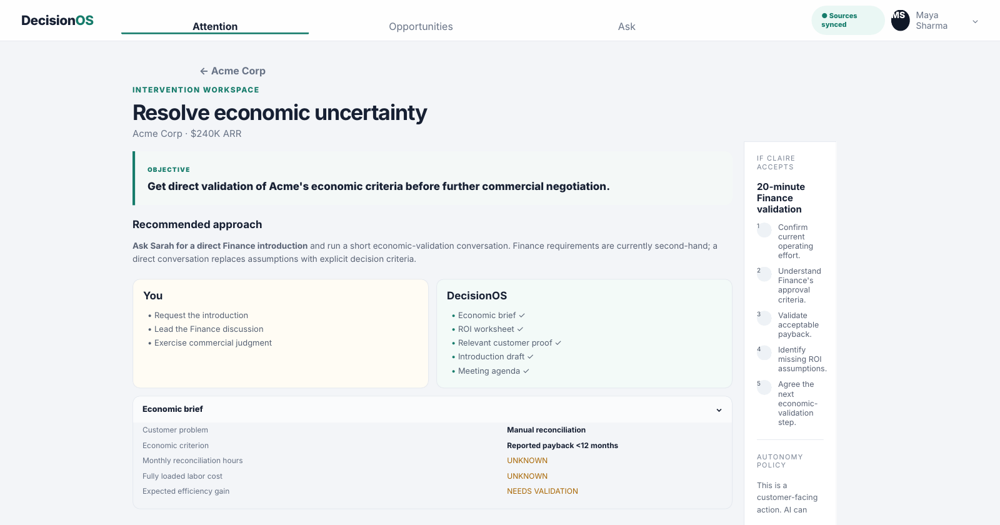 DecisionOS
Attention
Opportunities
Ask
● Sources
synced
MS
Maya
Sharma
← Acme Corp
INTERVENTION WORKSPACE
Resolve economic uncertainty
Acme Corp · $240K ARR
OBJECTIVE
Get direct validation of Acme's economic criteria before further commercial negotiation.
Recommended approach
Ask Sarah for a direct Finance introduction and run a short economic-validation conversation. Finance requirements are currently second-hand; a
direct conversation replaces assumptions with explicit decision criteria.
You
• Request the introduction
• Lead the Finance discussion
• Exercise commercial judgment
DecisionOS
• Economic brief ✓
• ROI worksheet ✓
• Relevant customer proof ✓
• Introduction draft ✓
• Meeting agenda ✓
Economic brief
Customer problem Manual reconciliation
Economic criterion Reported payback <12 months
Monthly reconciliation hours UNKNOWN
Fully loaded labor cost UNKNOWN
Expected efficiency gain NEEDS VALIDATION
IF CLAIRE
ACCEPTS
20-minute
Finance
validation
1 Confirm
current
operating
effort.
2 Understand
Finance's
approval
criteria.
3 Validate
acceptable
payback.
4 Identify
missing ROI
assumptions.
5 Agree the
next
economic-
validation
step.
AUTONOMY
POLICY
This is a
customer-facing
action. AI can